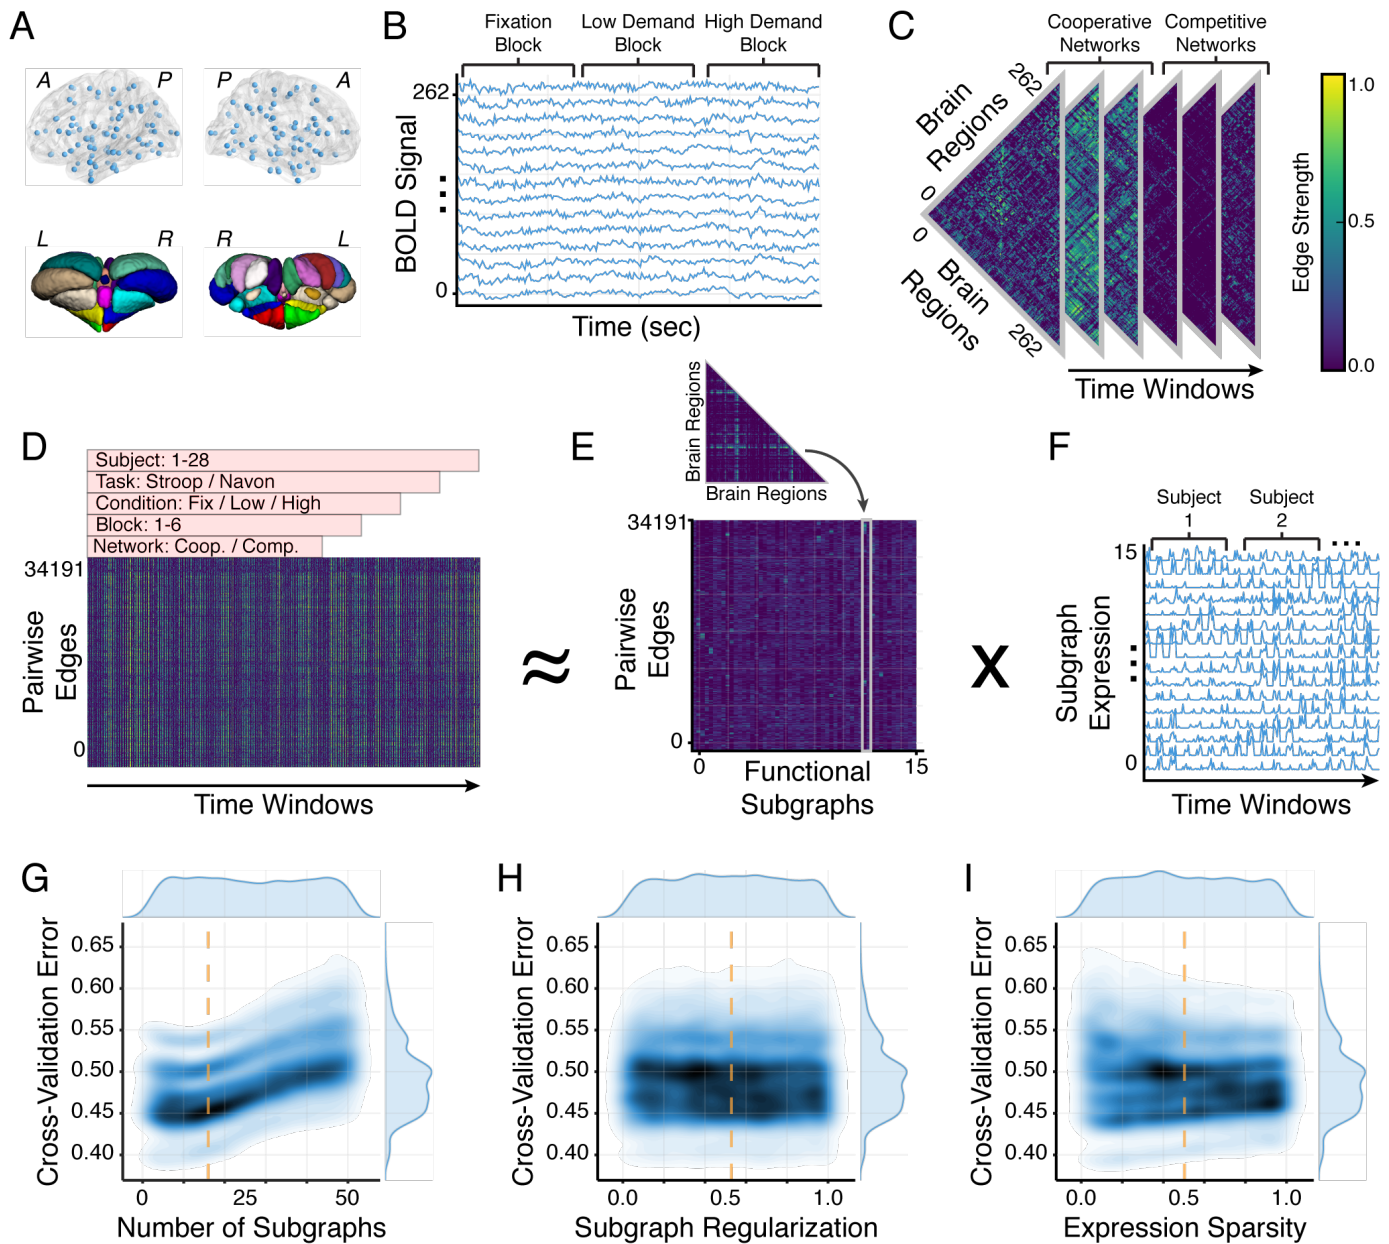 A
A P
P A
L R
R L
B
Fixation Block
Low Demand Block
High Demand Block
BOLD Signal
262
0
Time (sec)
C
Cooperative Networks
Competitive Networks
Brain Regions
262
0
0
Brain Regions
262
Time Windows
Edge Strength
1.0
0.5
0.0
D
Subject: 1-28
Task: Stroop / Navon
Condition: Fix / Low / High
Block: 1-6
Network: Coop. / Comp.
34191
Pairwise Edges
0
Time Windows
≈
E
Brain Regions
Brain Regions
34191
Pairwise Edges
0
0 15
Functional Subgraphs
x
F
Subject 1
Subject 2
...
15
Subgraph Expression
0
Time Windows
G
Cross-Validation Error
0.65
0.60
0.55
0.50
0.45
0.40
0 25 50
Number of Subgraphs
H
Cross-Validation Error
0.65
0.60
0.55
0.50
0.45
0.40
0.0 0.5 1.0
Subgraph Regularization
I
Cross-Validation Error
0.65
0.60
0.55
0.50
0.45
0.40
0.0 0.5 1.0
Expression Sparsity